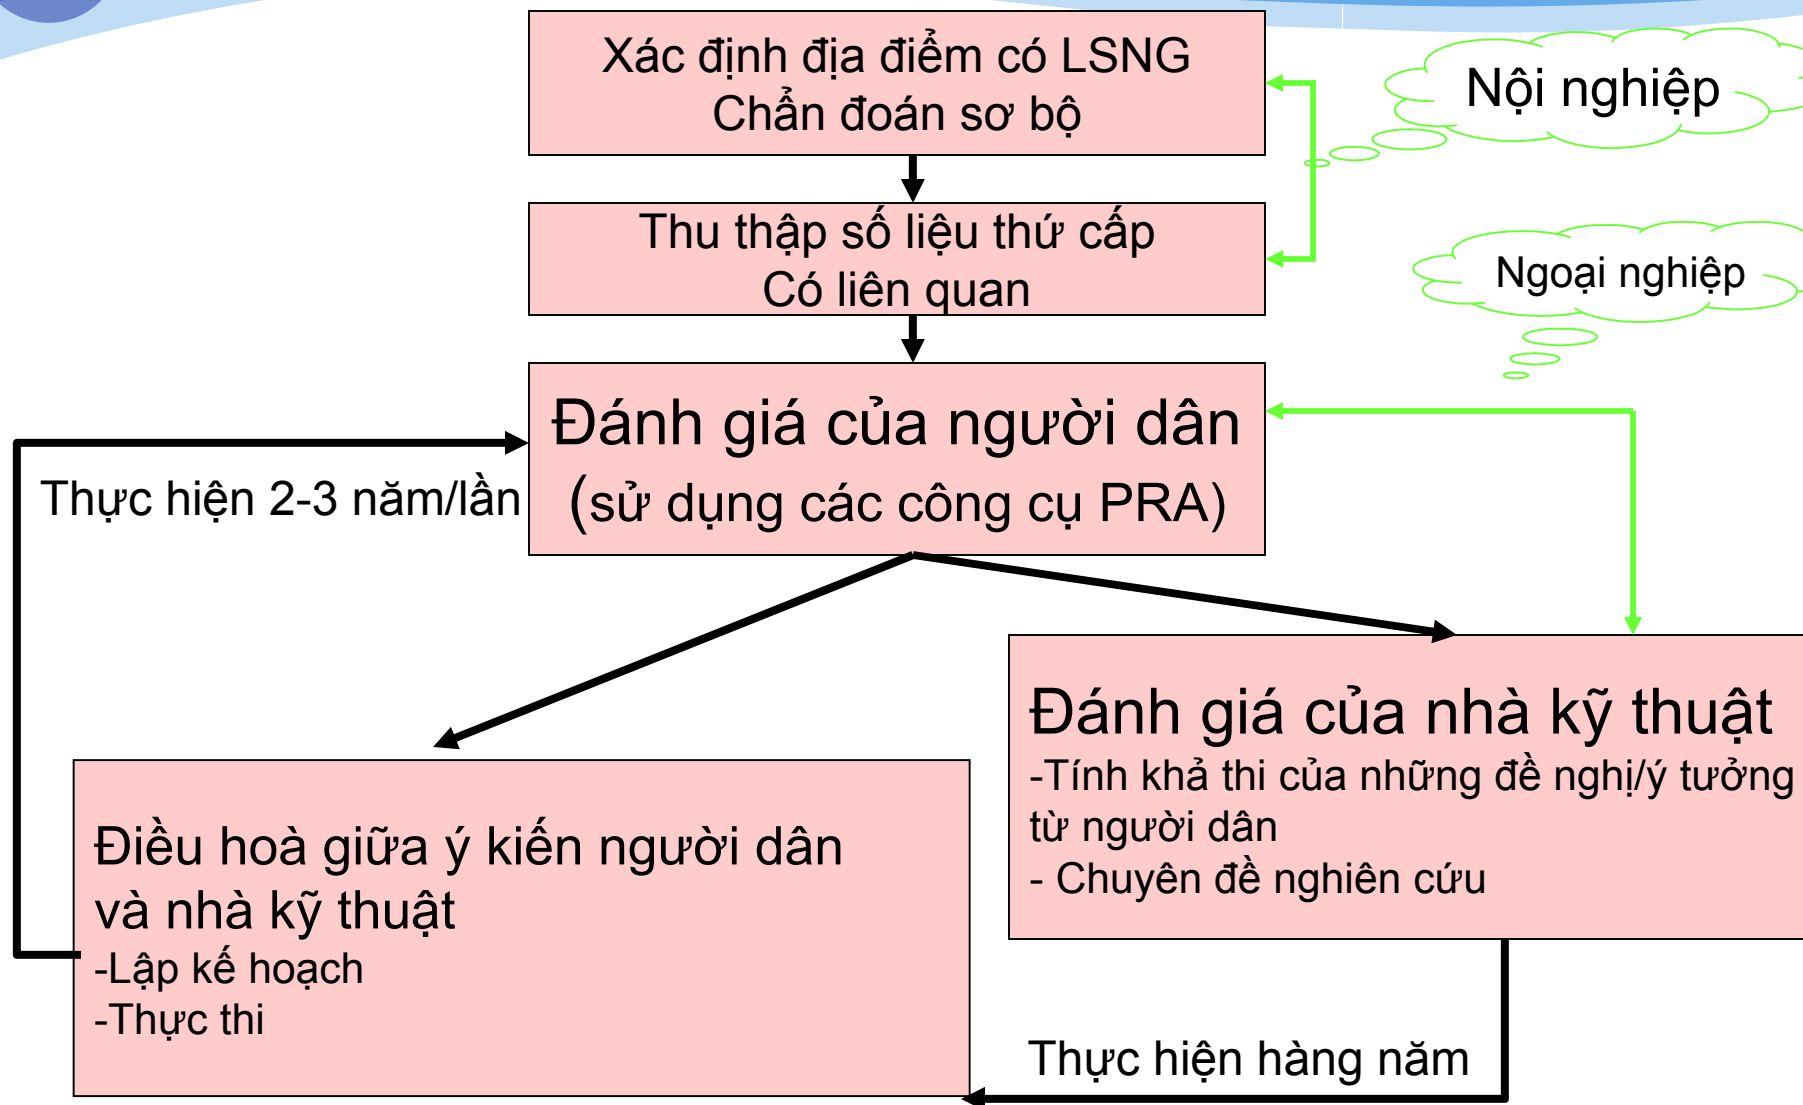 Xác định địa điểm có LSNG
Chẩn đoán sơ bộ
Nội nghiệp
Thu thập số liệu thứ cấp
Có liên quan
Ngoại nghiệp
Đánh giá của người dân
(sử dụng các công cụ PRA)
Thực hiện 2-3 năm/lần
Đánh giá của nhà kỹ thuật
-Tính khả thi của những đề nghị/ý tưởng
từ người dân
- Chuyên đề nghiên cứu
Điều hoà giữa ý kiến người dân
và nhà kỹ thuật
-Lập kế hoạch
-Thực thi
Thực hiện hàng năm